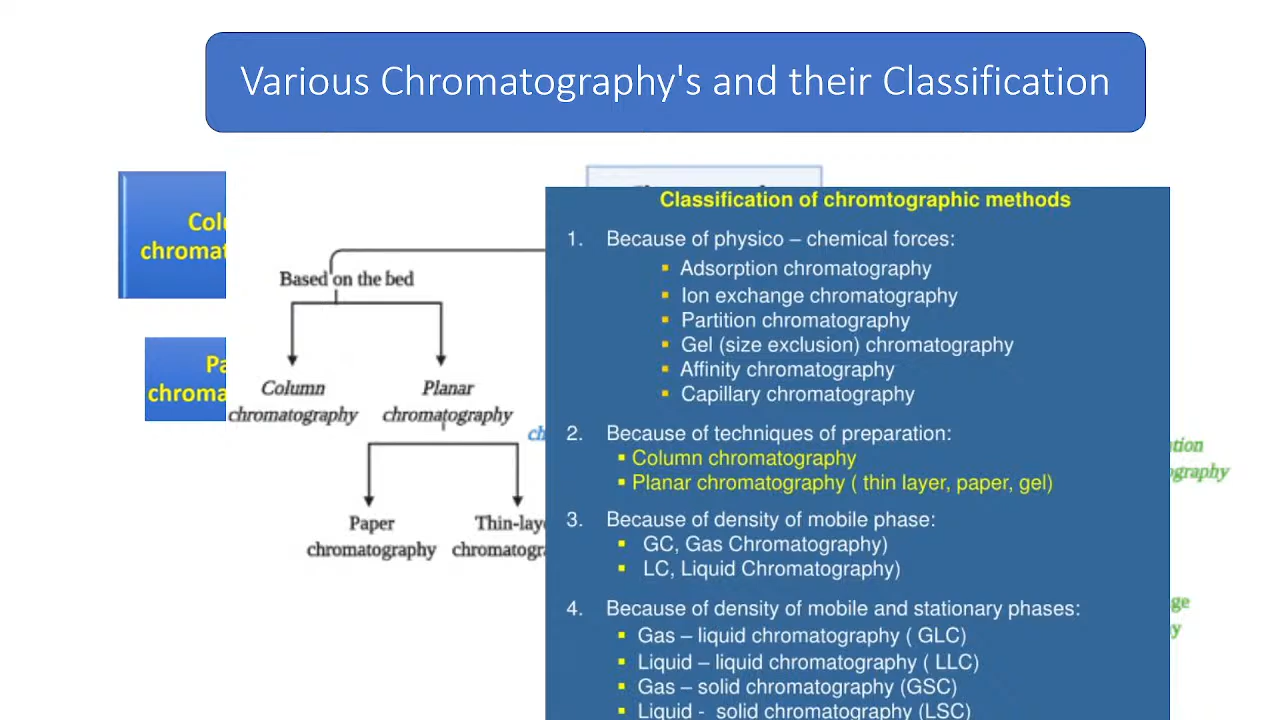 Various Chromatography's and their Classification
Classification of chromtographic methods
1. Because of physico – chemical forces:
▪ Adsorption chromatography
▪ Ion exchange chromatography
▪ Partition chromatography
▪ Gel (size exclusion) chromatography
▪ Affinity chromatography
▪ Capillary chromatography
2. Because of techniques of preparation:
▪ Column chromatography
▪ Planar chromatography ( thin layer, paper, gel)
3. Because of density of mobile phase:
▪ GC, Gas Chromatography)
▪ LC, Liquid Chromatography)
4. Because of density of mobile and stationary phases:
▪ Gas – liquid chromatography ( GLC)
▪ Liquid – liquid chromatography ( LLC)
▪ Gas – solid chromatography (GSC)
▪ Liquid - solid chromatography (LSC)
Based on the bed
Column
chromatography
Planar
chromatography
Paper
chromatography